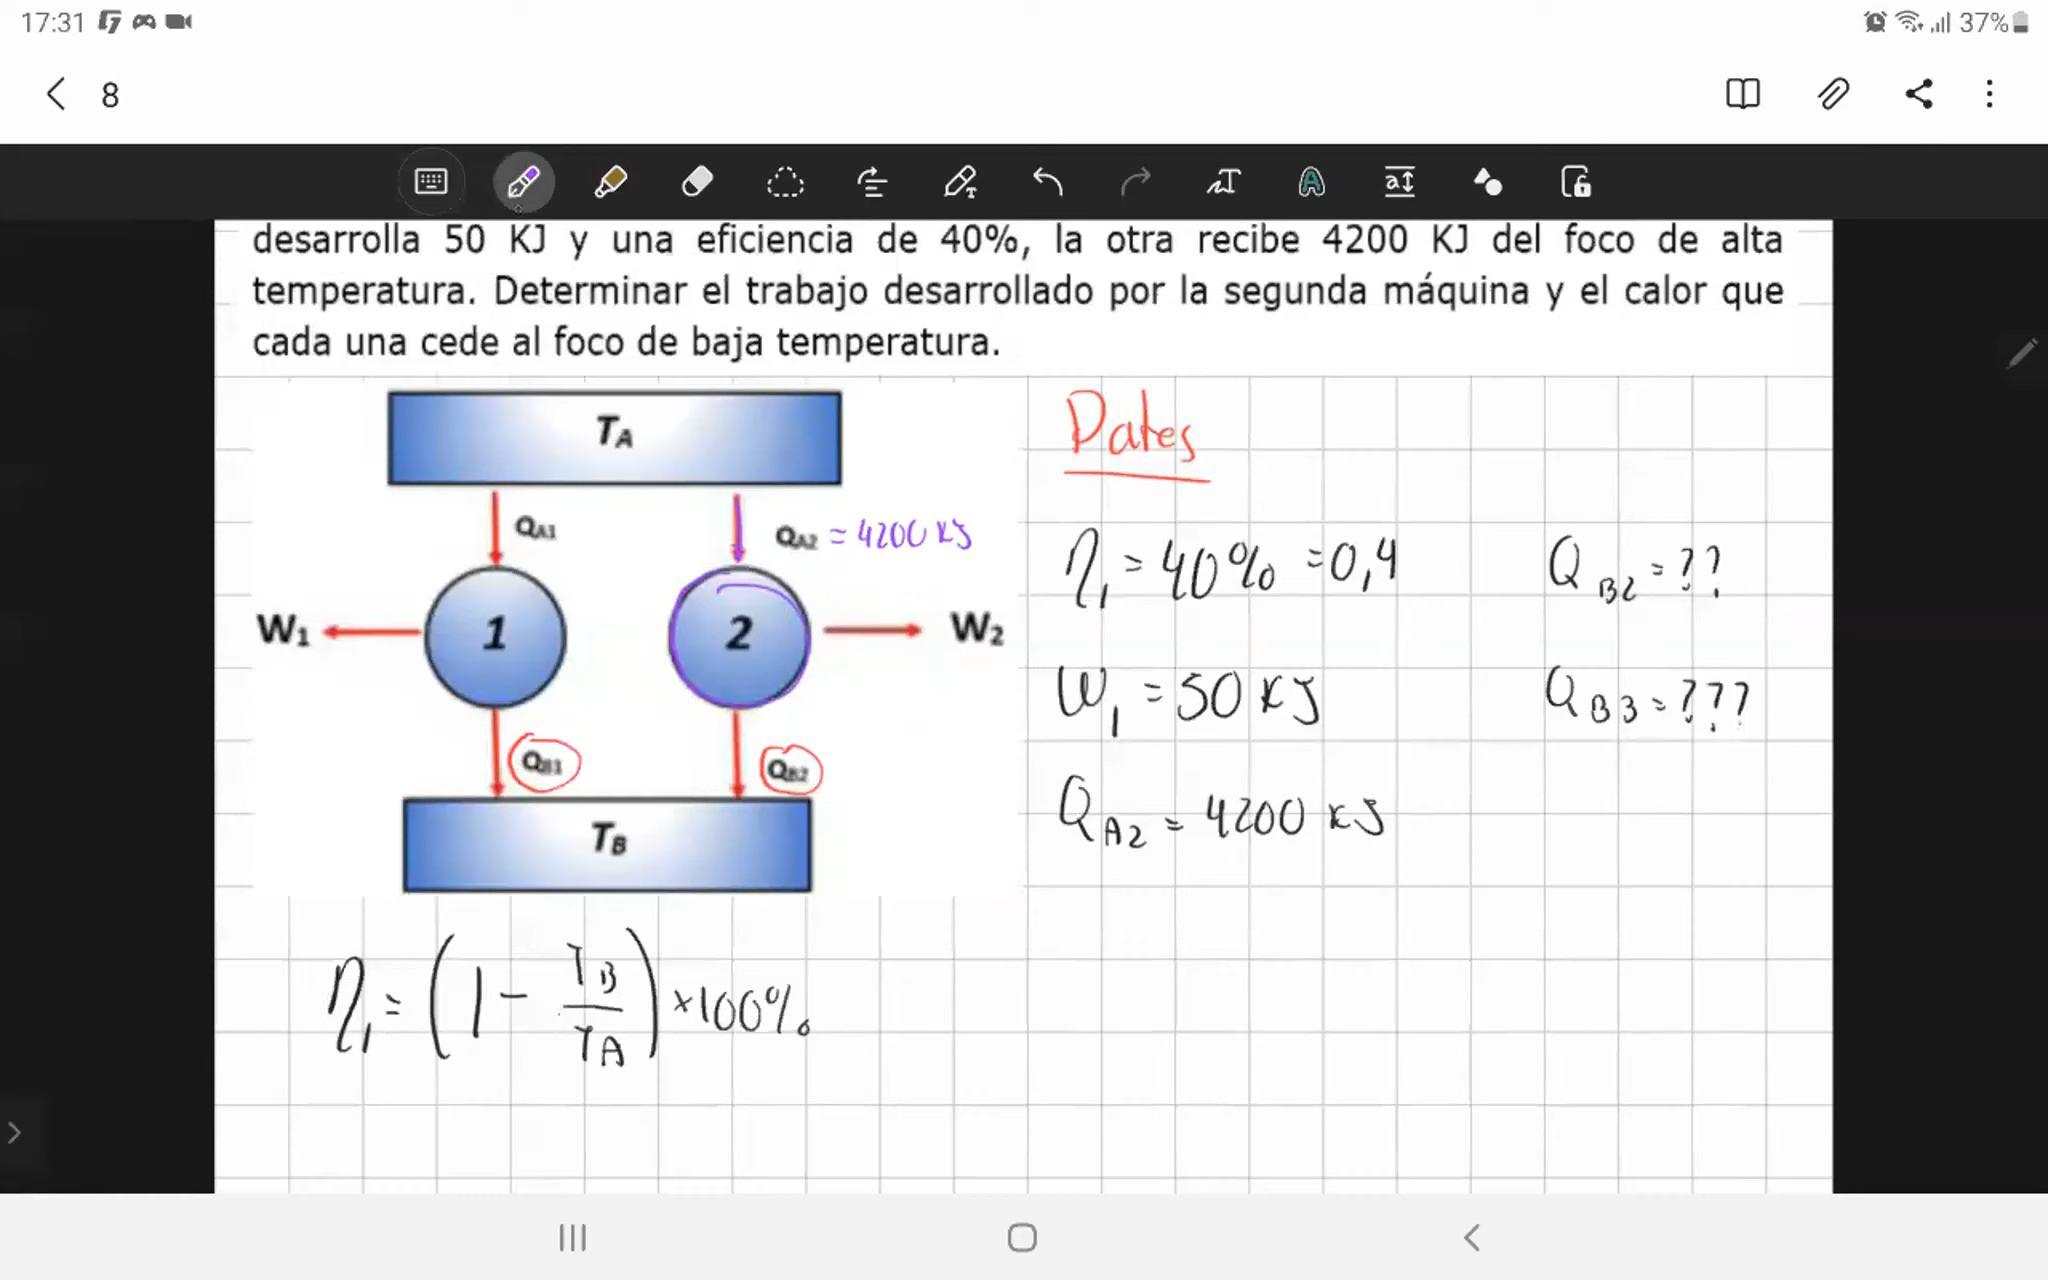 17:31
37%
8
desarrolla 50 KJ y una eficiencia de 40%, la otra recibe 4200 KJ del foco de alta
temperatura. Determinar el trabajo desarrollado por la segunda máquina y el calor que
cada una cede al foco de baja temperatura.
TA
QA1
QA2 = 4200 KJ
W1
1
2
W2
QB1
QB2
TB
Datos
η1 = 40% = 0,4
QB2 = ??
W1 = 50 KJ
QB3 = ???
QA2 = 4200 KJ
η1 = (1 - TB/TA) ×100%